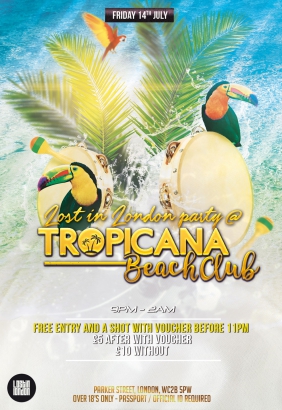 FRIDAY 14TH JULY
Lost in London party @
TROPICANA
Beach Club
9PM - 2AM
FREE ENTRY AND A SHOT WITH VOUCHER BEFORE 11PM
£5 AFTER WITH VOUCHER
£10 WITHOUT
PARKER STREET, LONDON, WC2B 5PW
OVER 18'S ONLY - PASSPORT / OFFICIAL ID REQUIRED